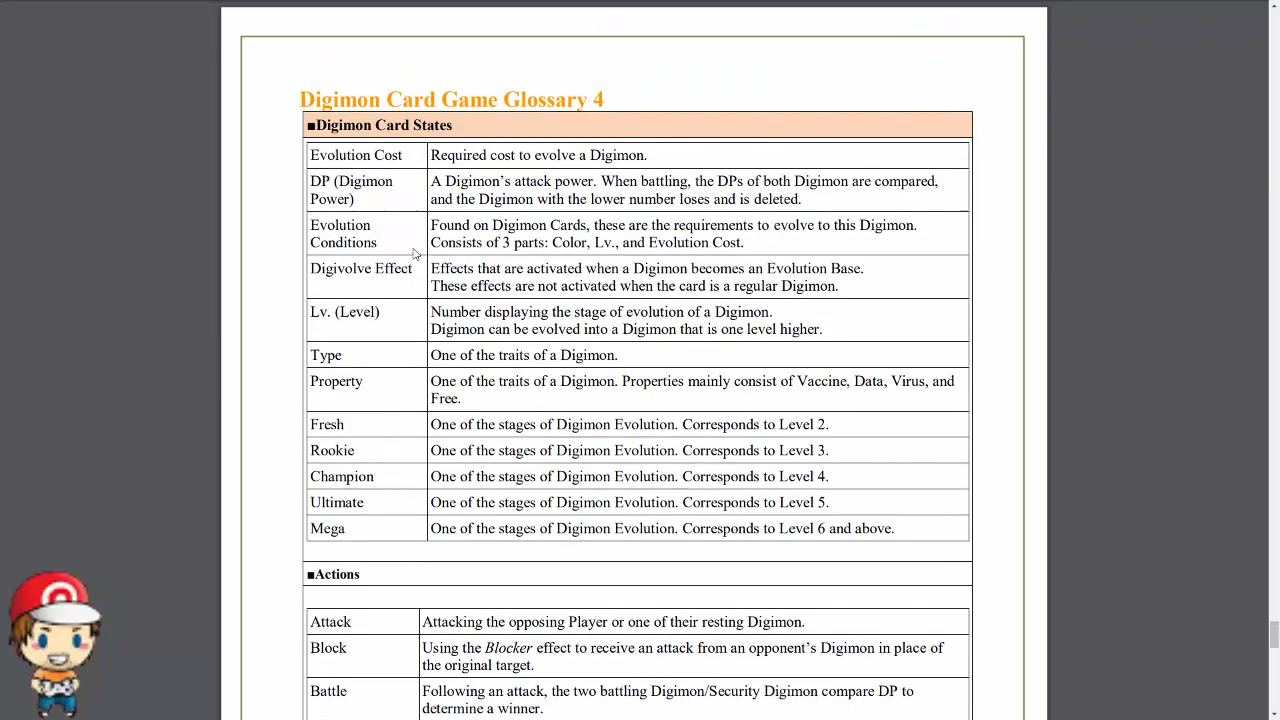 Digimon Card Game Glossary 4
■Digimon Card States
Evolution Cost
Required cost to evolve a Digimon.
DP (Digimon
Power)
A Digimon’s attack power. When battling, the DPs of both Digimon are compared,
and the Digimon with the lower number loses and is deleted.
Evolution
Conditions
Found on Digimon Cards, these are the requirements to evolve to this Digimon.
Consists of 3 parts: Color, Lv., and Evolution Cost.
Digivolve Effect
Effects that are activated when a Digimon becomes an Evolution Base.
These effects are not activated when the card is a regular Digimon.
Lv. (Level)
Number displaying the stage of evolution of a Digimon.
Digimon can be evolved into a Digimon that is one level higher.
Type
One of the traits of a Digimon.
Property
One of the traits of a Digimon. Properties mainly consist of Vaccine, Data, Virus, and
Free.
Fresh
One of the stages of Digimon Evolution. Corresponds to Level 2.
Rookie
One of the stages of Digimon Evolution. Corresponds to Level 3.
Champion
One of the stages of Digimon Evolution. Corresponds to Level 4.
Ultimate
One of the stages of Digimon Evolution. Corresponds to Level 5.
Mega
One of the stages of Digimon Evolution. Corresponds to Level 6 and above.
■Actions
Attack
Attacking the opposing Player or one of their resting Digimon.
Block
Using the Blocker effect to receive an attack from an opponent’s Digimon in place of
the original target.
Battle
Following an attack, the two battling Digimon/Security Digimon compare DP to
determine a winner.